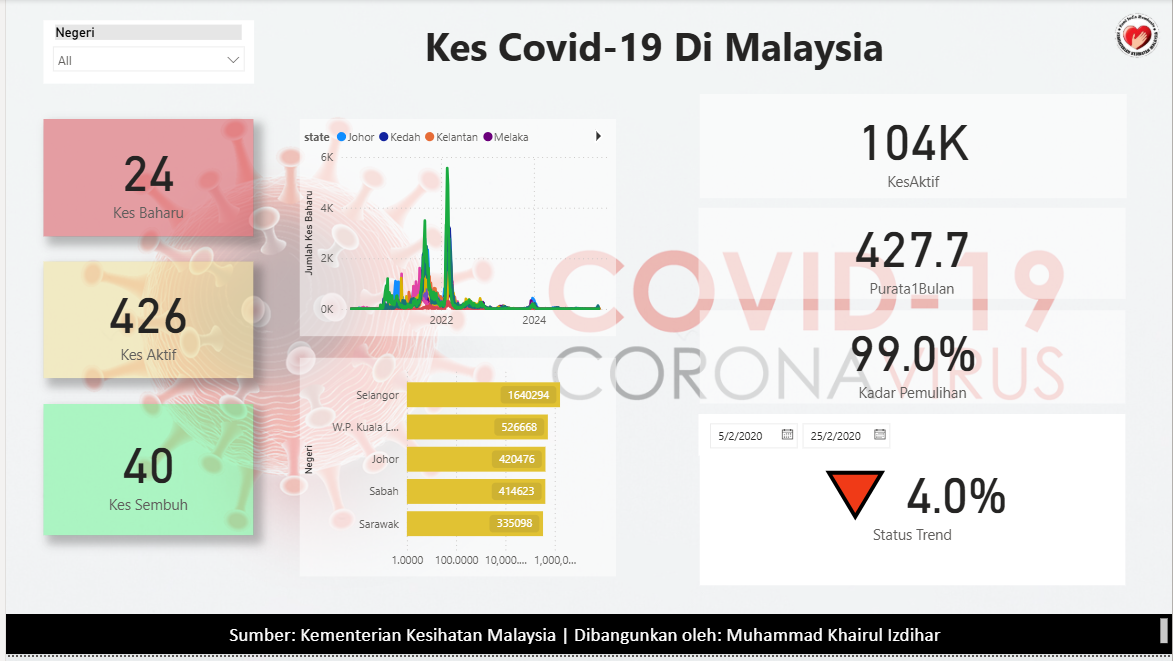 Negeri
All
Kes Covid-19 Di Malaysia
24
Kes Baharu
426
Kes Aktif
40
Kes Sembuh
state Johor Kedah Kelantan Melaka
6K
4K
2K
0K
Jumlah Kes Baharu
2022 2024
Negeri
Selangor 1640294
W.P. Kuala L... 526668
Johor 420476
Sabah 414623
Sarawak 335098
1.0000 100.0000 10,000.... 1,000,0...
104K
KesAktif
427.7
Purata1Bulan
99.0%
Kadar Pemulihan
COVID-19
CORONAVIRUS
5/2/2020 25/2/2020
4.0%
Status Trend
Sumber: Kementerian Kesihatan Malaysia | Dibangunkan oleh: Muhammad Khairul Izdihar